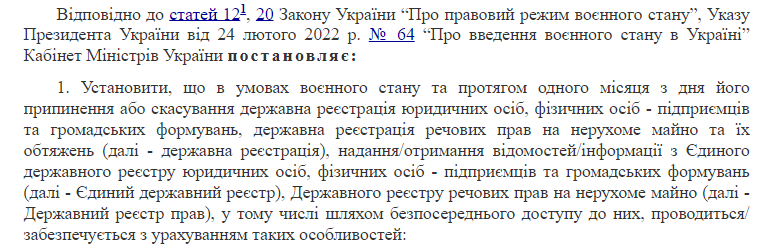 Відповідно до статей 12¹, 20 Закону України “Про правовий режим воєнного стану”, Указу
Президента України від 24 лютого 2022 р. № 64 “Про введення воєнного стану в Україні”
Кабінет Міністрів України постановляє:
1. Установити, що в умовах воєнного стану та протягом одного місяця з дня його
припинення або скасування державна реєстрація юридичних осіб, фізичних осіб - підприємців
та громадських формувань, державна реєстрація речових прав на нерухоме майно та їх
обтяжень (далі - державна реєстрація), надання/отримання відомостей/інформації з Єдиного
державного реєстру юридичних осіб, фізичних осіб - підприємців та громадських формувань
(далі - Єдиний державний реєстр), Державного реєстру речових прав на нерухоме майно (далі -
Державний реєстр прав), у тому числі шляхом безпосереднього доступу до них, проводиться/
забезпечується з урахуванням таких особливостей: